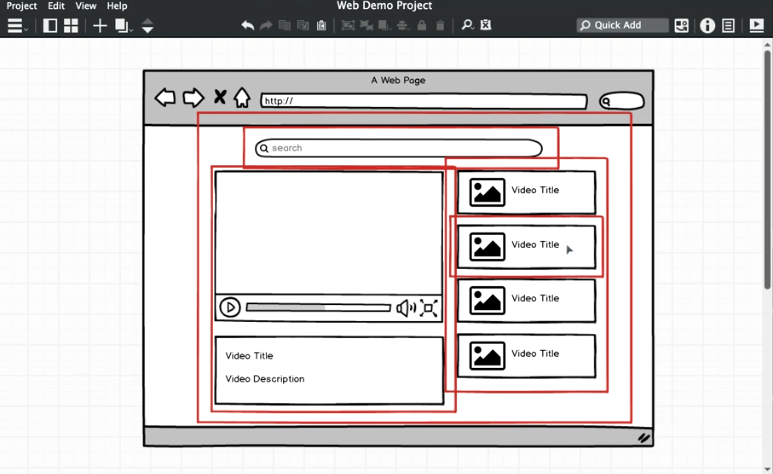 Project Edit View Help
Web Demo Project
Quick Add
A Web Page
http://
search
Video Title
Video Title
Video Title
Video Title
Video Title
Video Description